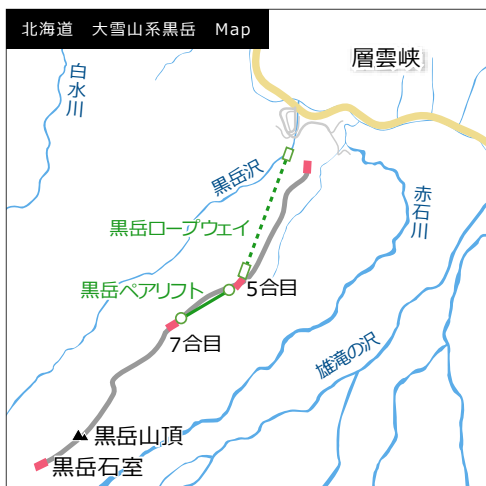 北海道　大雪山系黒岳　Map
層雲峡
白水川
黒岳沢
赤石川
黒岳ロープウェイ
黒岳ペアリフト
5合目
7合目
雄滝の沢
黒岳山頂
黒岳石室